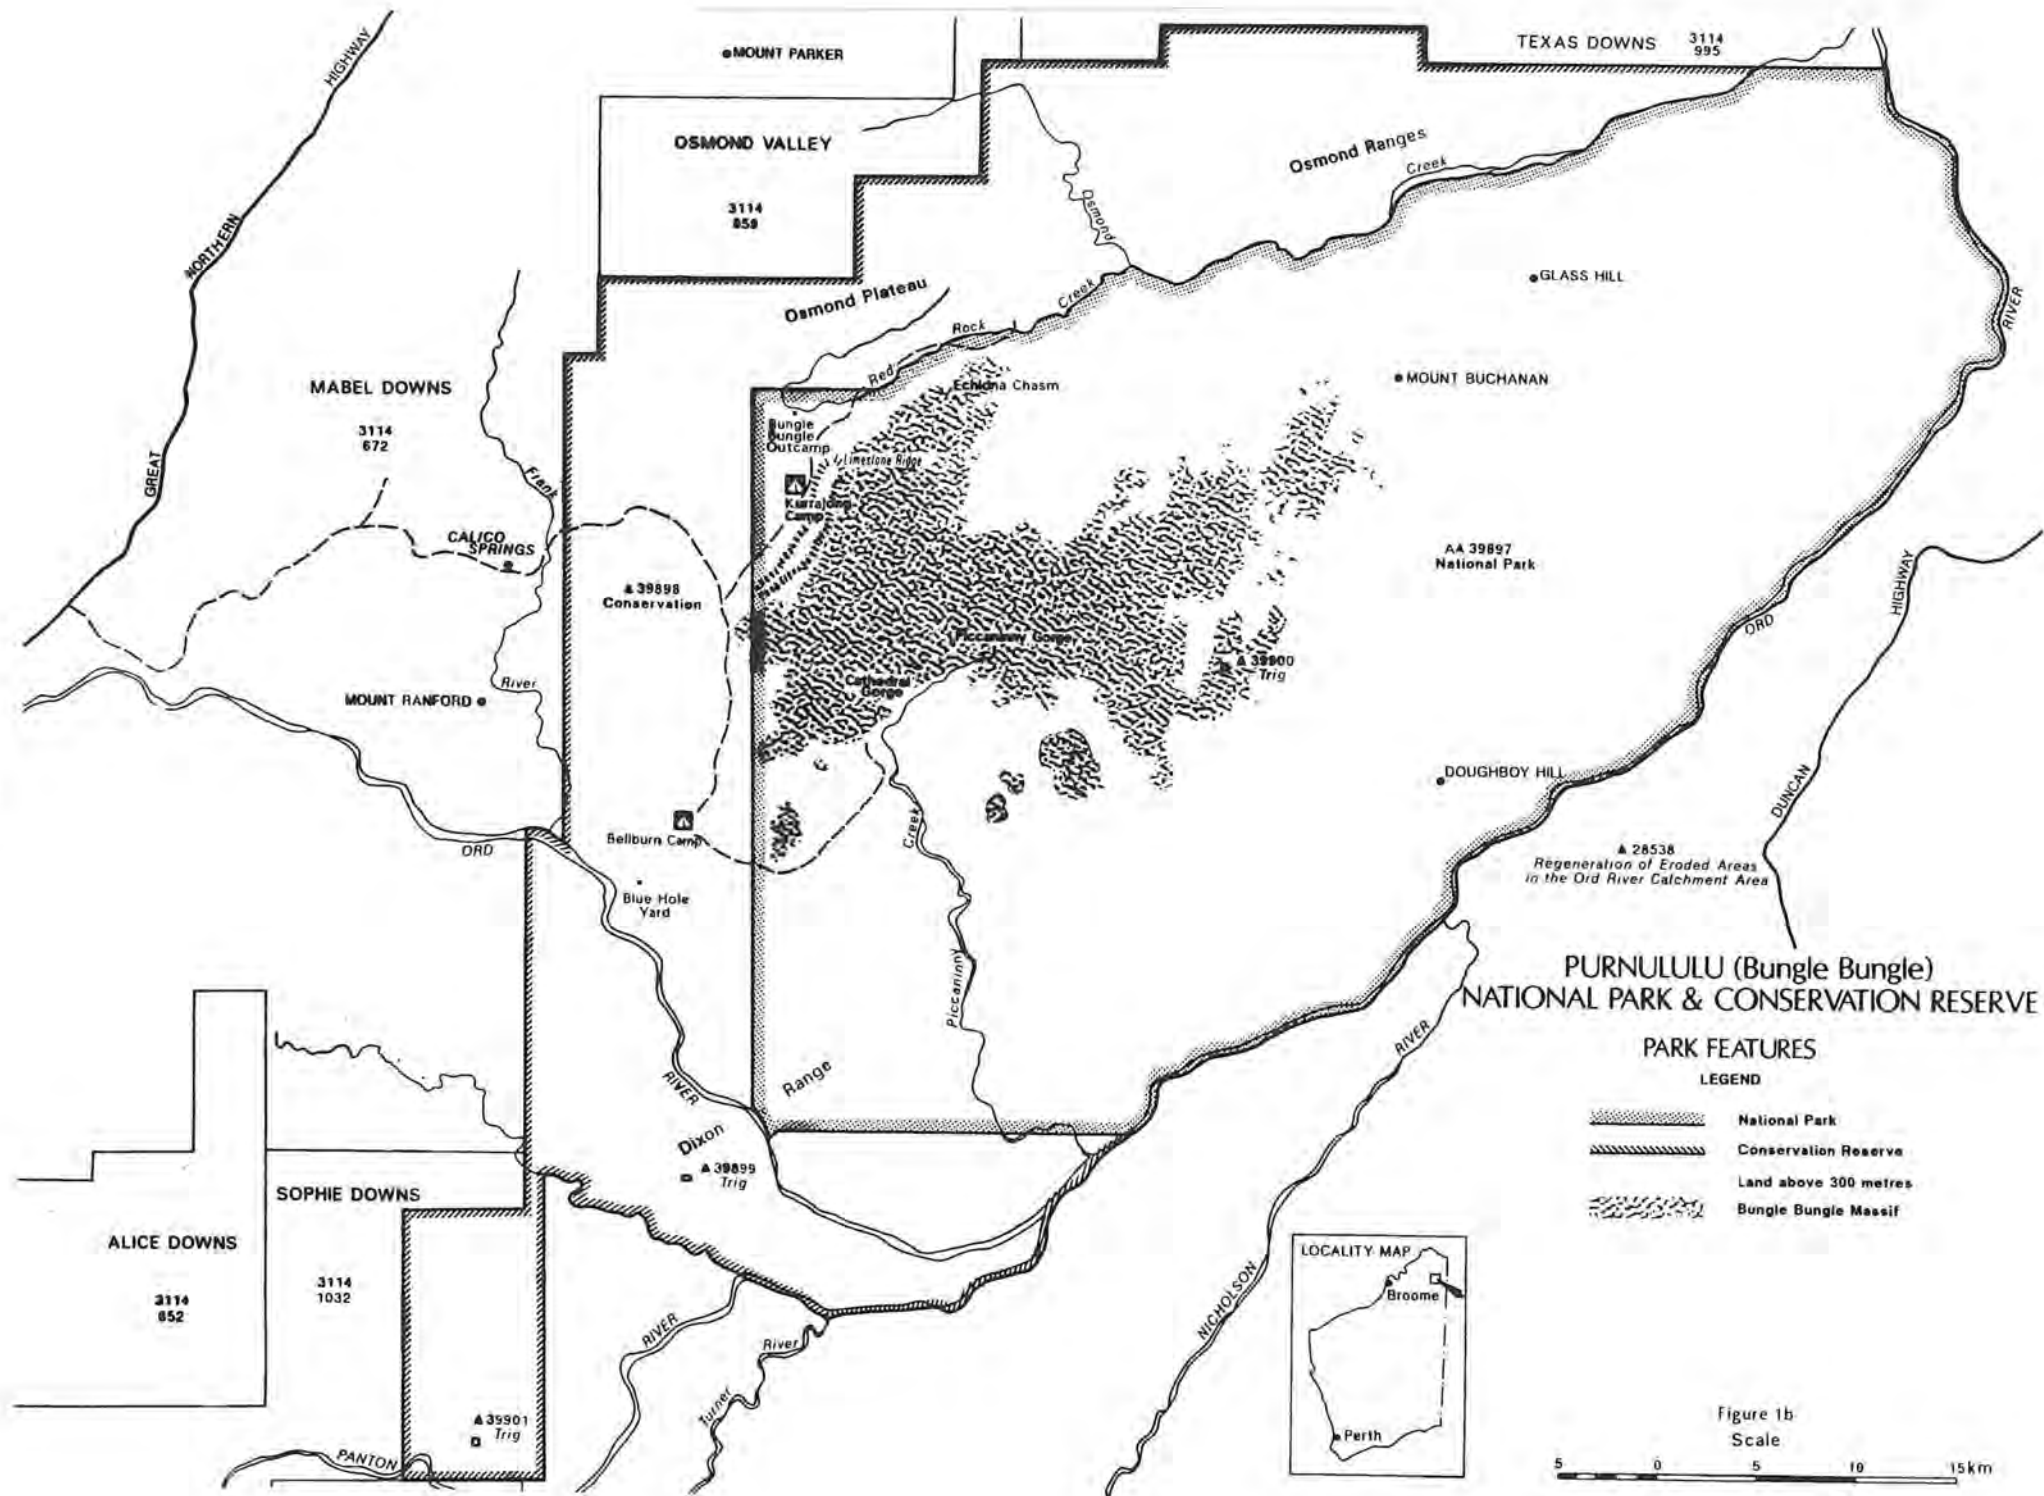 HIGHWAY
NORTHERN
GREAT
MOUNT PARKER
OSMOND VALLEY
3114
859
TEXAS DOWNS
3114
995
Osmond Ranges
Creek
Osmond
Osmond Plateau
Creek
Rock
Red
GLASS HILL
RIVER
MABEL DOWNS
3114
672
Frank
CALICO
SPRINGS
Echidna Chasm
MOUNT BUCHANAN
Bungle
Bungle
Outcamp
Limestone Ridge
Kurrajong
Camp
39898
Conservation
AA 39897
National Park
HIGHWAY
ORD
Piccaninny Gorge
39900
Trig
Cathedral
Gorge
River
MOUNT RANFORD
DOUGHBOY HILL
DUNCAN
ORD
Bellburn Camp
Creek
28538
Regeneration of Eroded Areas
in the Ord River Catchment Area
Blue Hole
Yard
Piccaninny
RIVER
Range
Dixon
39899
Trig
RIVER
NICHOLSON
SOPHIE DOWNS
3114
1032
ALICE DOWNS
3114
652
39901
Trig
PANTON
RIVER
River
Turner
PURNULULU (Bungle Bungle)
NATIONAL PARK & CONSERVATION RESERVE
PARK FEATURES
LEGEND
National Park
Conservation Reserve
Land above 300 metres
Bungle Bungle Massif
LOCALITY MAP
Broome
Perth
Figure 1b
Scale
5 0 5 10 15km